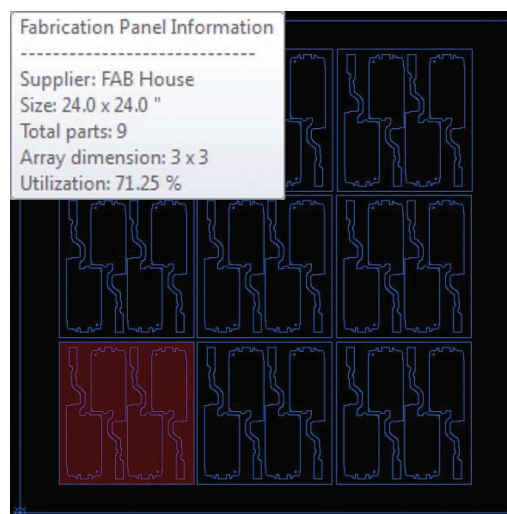 Fabrication Panel Information
-----------------------------
Supplier: FAB House
Size: 24.0 x 24.0 "
Total parts: 9
Array dimension: 3 x 3
Utilization: 71.25 %